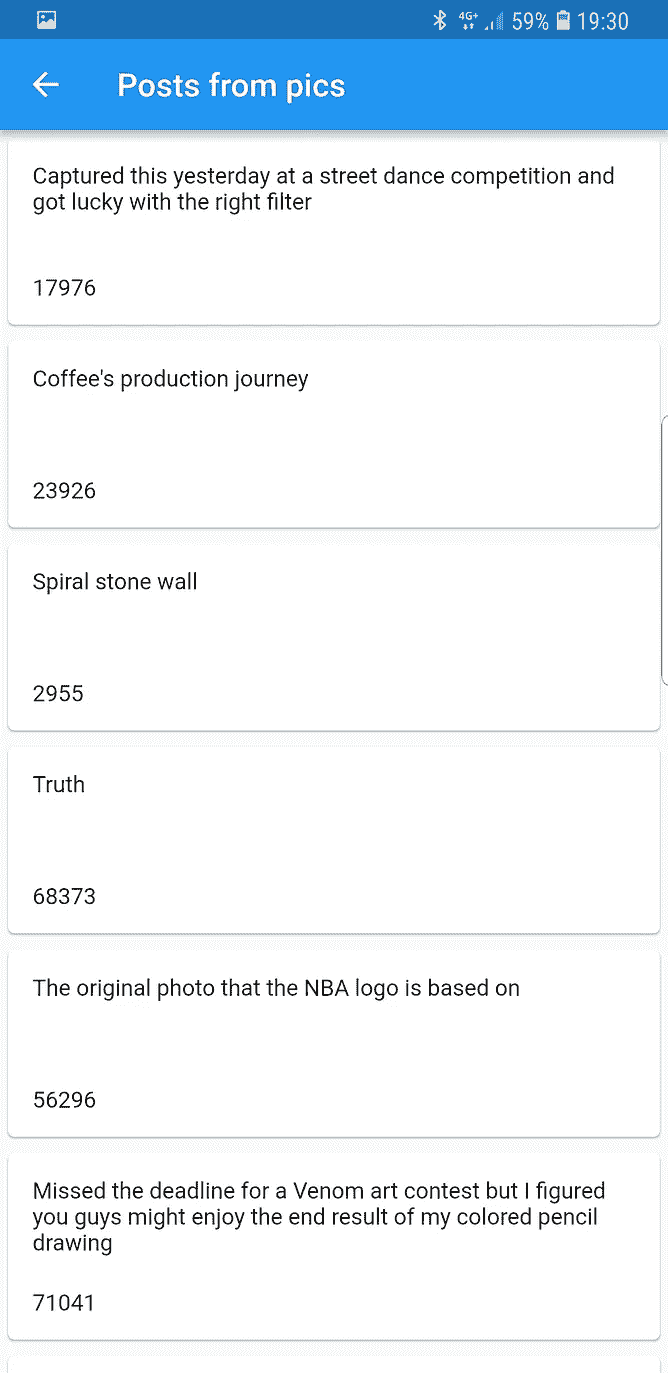 4G+ 59% 19:30
Posts from pics
Captured this yesterday at a street dance competition and
got lucky with the right filter
17976
Coffee's production journey
23926
Spiral stone wall
2955
Truth
68373
The original photo that the NBA logo is based on
56296
Missed the deadline for a Venom art contest but I figured
you guys might enjoy the end result of my colored pencil
drawing
71041